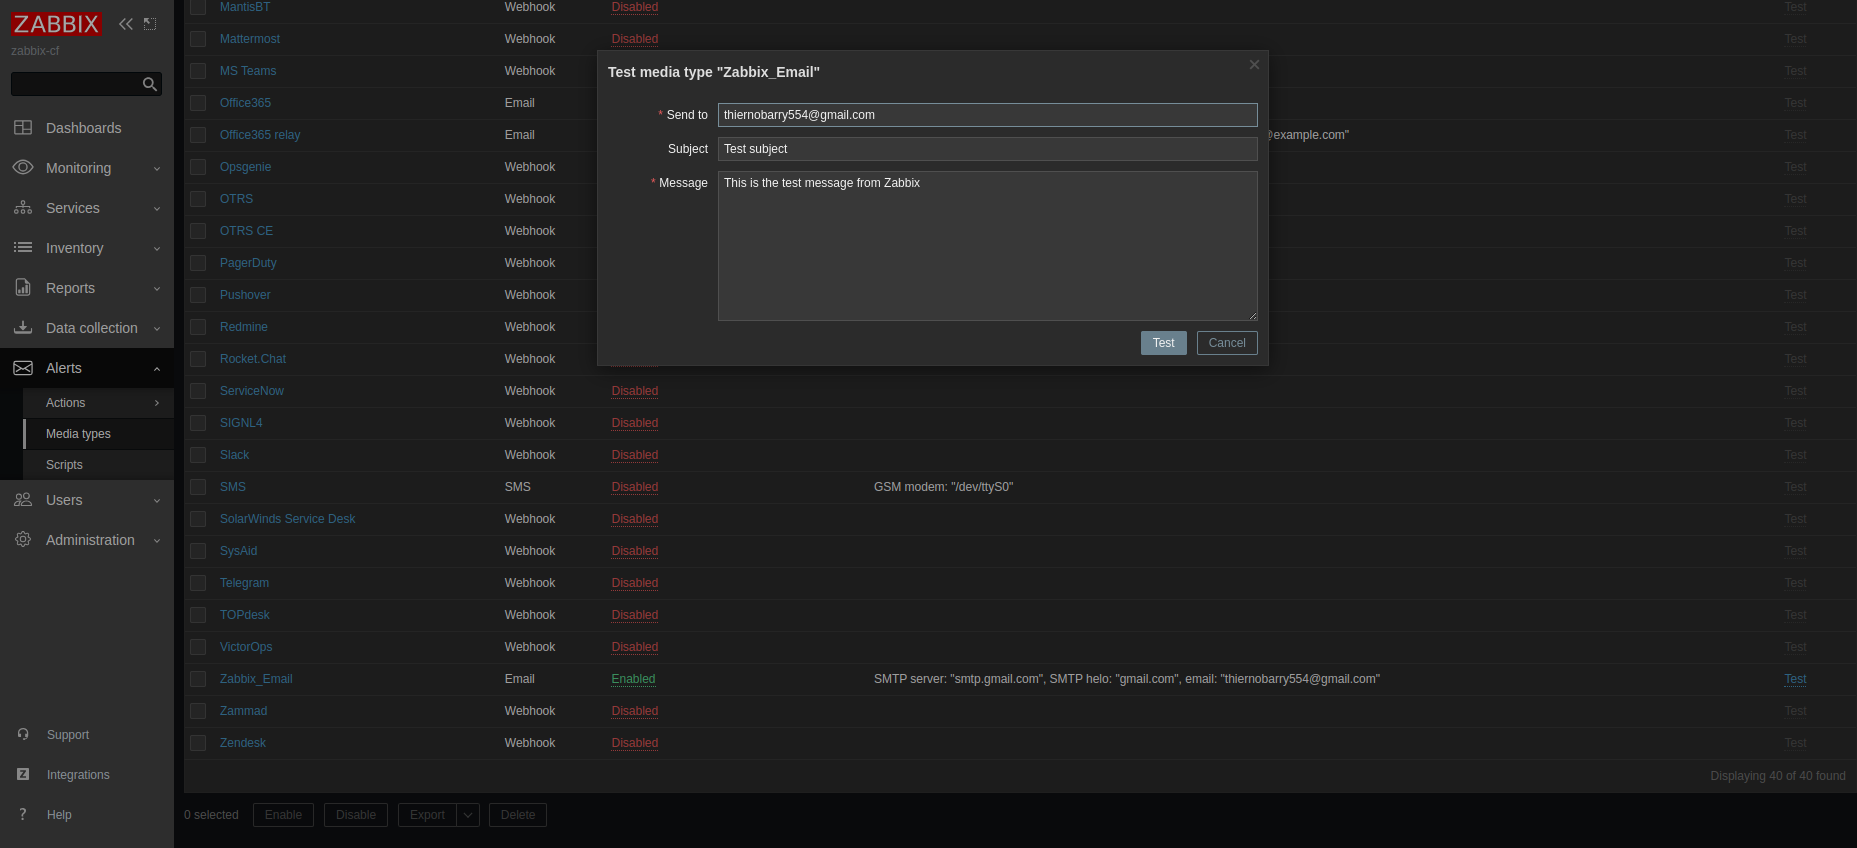 ZABBIX
zabbix-cf
Dashboards
Monitoring
Services
Inventory
Reports
Data collection
Alerts
Actions
Media types
Scripts
Users
Administration
Support
Integrations
Help
MantisBT Webhook Disabled Test
Mattermost Webhook Disabled Test
MS Teams Webhook Test
Office365 Email Test
Office365 relay Email @example.com" Test
Opsgenie Webhook Test
OTRS Webhook Test
OTRS CE Webhook Test
PagerDuty Webhook Test
Pushover Webhook Test
Redmine Webhook Test
Rocket.Chat Webhook Test
ServiceNow Webhook Disabled Test
SIGNL4 Webhook Disabled Test
Slack Webhook Disabled Test
SMS SMS Disabled GSM modem: "/dev/ttyS0" Test
SolarWinds Service Desk Webhook Disabled Test
SysAid Webhook Disabled Test
Telegram Webhook Disabled Test
TOPdesk Webhook Disabled Test
VictorOps Webhook Disabled Test
Zabbix_Email Email Enabled SMTP server: "smtp.gmail.com", SMTP helo: "gmail.com", email: "thiernobarry554@gmail.com" Test
Zammad Webhook Disabled Test
Zendesk Webhook Disabled Test
Displaying 40 of 40 found
0 selected Enable Disable Export Delete
Test media type "Zabbix_Email"
* Send to thiernobarry554@gmail.com
Subject Test subject
* Message This is the test message from Zabbix
Test Cancel